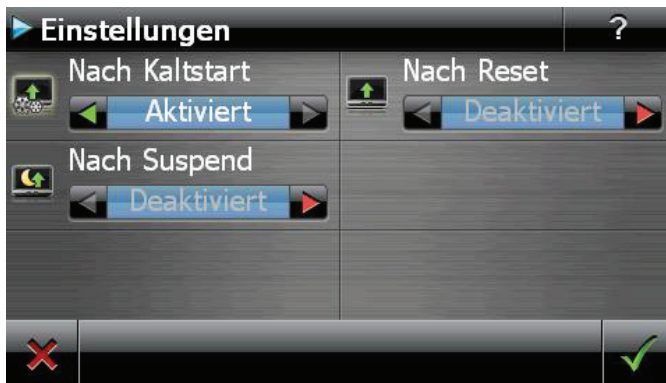 Einstellungen
?
Nach Kaltstart
Aktiviert
Nach Reset
Deaktiviert
Nach Suspend
Deaktiviert